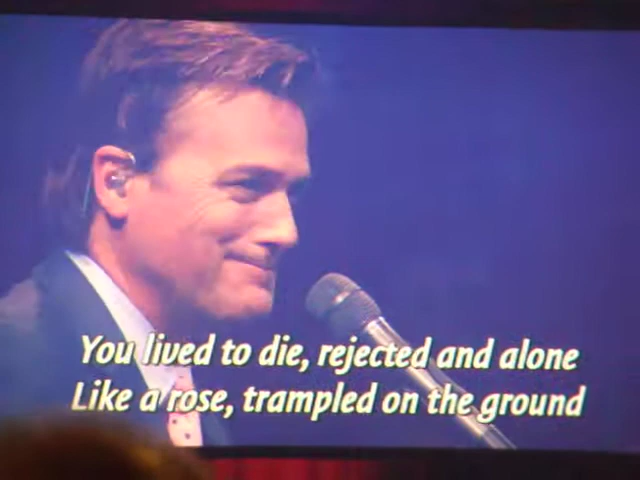 You lived to die, rejected and alone
Like a rose, trampled on the ground